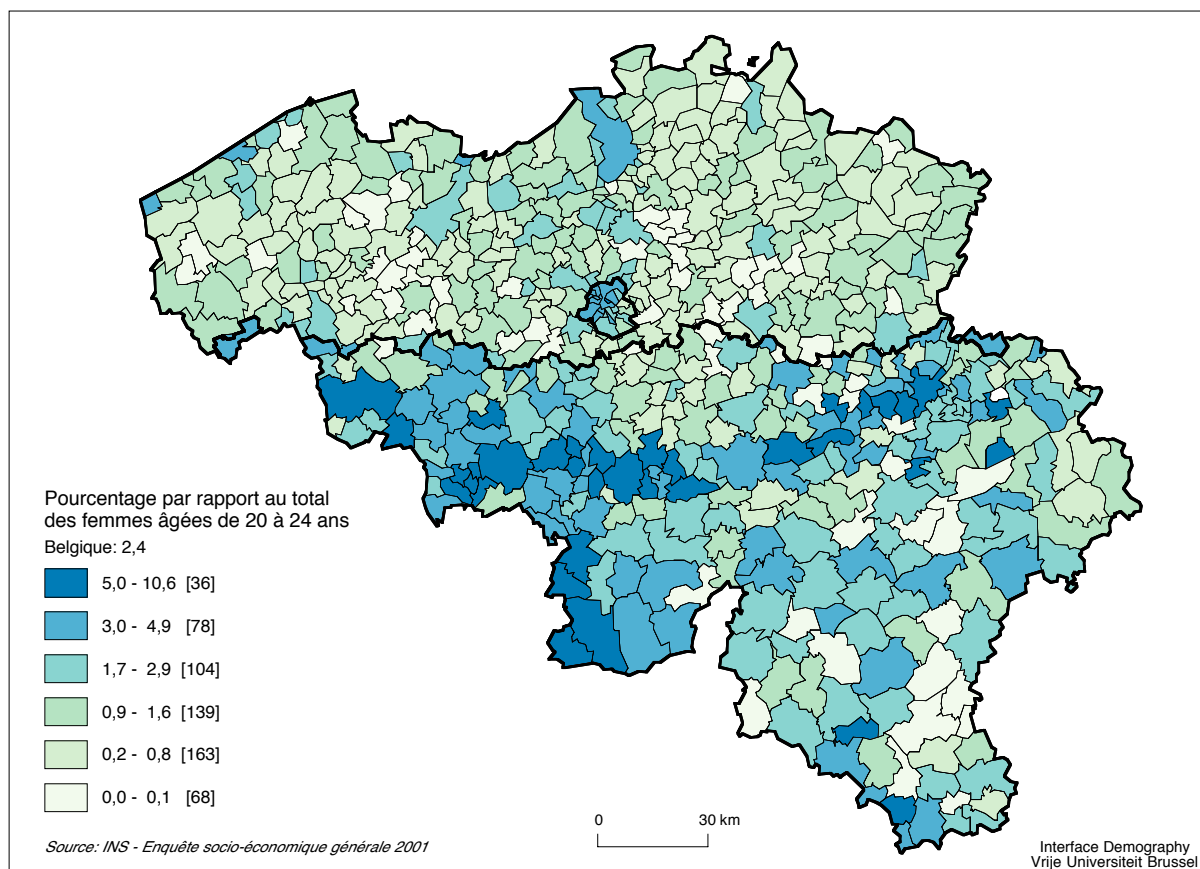 Pourcentage par rapport au total
des femmes âgées de 20 à 24 ans
Belgique: 2,4
5,0 - 10,6 [36]
3,0 - 4,9 [78]
1,7 - 2,9 [104]
0,9 - 1,6 [139]
0,2 - 0,8 [163]
0,0 - 0,1 [68]
0 30 km
Source: INS - Enquête socio-économique générale 2001
Interface Demography
Vrije Universiteit Brussel